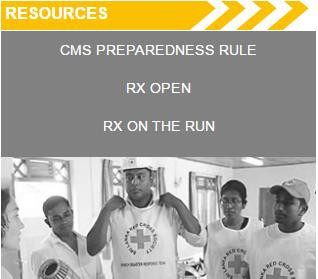 RESOURCES
CMS PREPAREDNESS RULE
RX OPEN
RX ON THE RUN